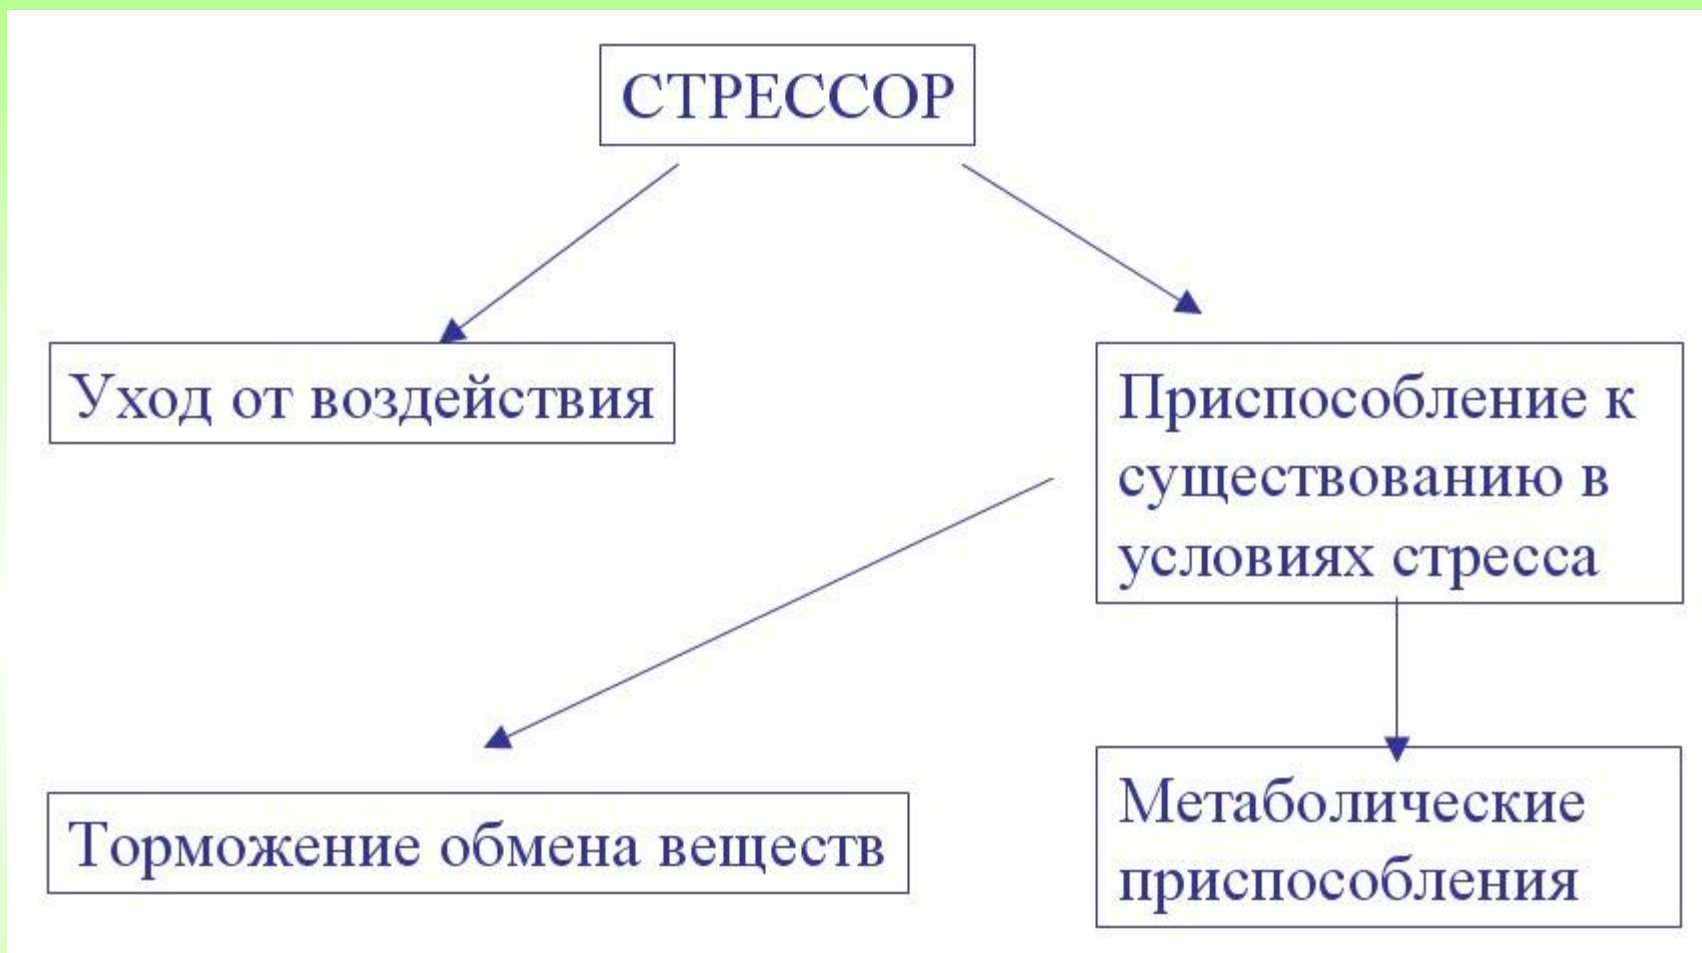 СТРЕССОР
Уход от воздействия
Приспособление к
существованию в
условиях стресса
Торможение обмена веществ
Метаболические
приспособления